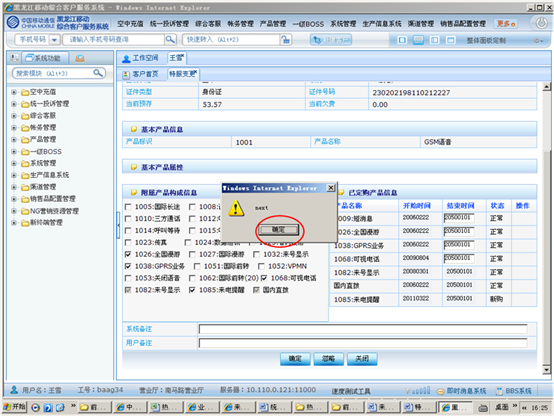 黑龙江移动综合客户服务系统 - Windows Internet Explorer
中国移动通信 CHINA MOBILE 黑龙江移动 综合客户服务系统 空中充值 统一投诉管理 综合客服 帐务管理 产品管理 一级BOSS 系统管理 生产信息系统 渠道管理 销售品配置管理 更多
手机号码 请输入手机号码查询 快速转入 (Alt+2) 整体面板定制
系统功能 工作空间 王雪
搜索模块 (Alt+3) 客户首页 特服变更
空中充值
统一投诉管理
综合客服
帐务管理
产品管理
一级BOSS
系统管理
生产信息系统
渠道管理
销售品配置管理
NG营销资源管理
新终端管理
证件类型 身份证 证件号码 230202198110212227
当前预存 53.57 当前欠费 0.00
基本产品信息
产品标识 1001 产品名称 GSM语音
基本产品属性
附属产品构成信息
1005:国际长途
1010:三方通话
1014:呼叫等待
1023:传真
1026:全国漫游 1027:国际漫游 1032:来号显示
1038:GPRS业务 1051:国际前转 1052:VPMN
1053:关闭语音 1062:国际前转(20) 1068:可视电话
1082:来号显示 1085:来电提醒 国内直拨
已定购产品信息
产品名称 开始时间 结束时间 状态 操作
1009:短消息 20060222 20500101 正常
1026:全国漫游 20060222 20500101 正常
1038:GPRS业务 20060222 20500101 正常
1068:可视电话 20090804 20500101 正常
1082:来号显示 20080301 20500101 正常
国内直拨 20060222 20500101 正常
1085:来电提醒 20110322 20500101 新购
Windows Internet Explorer
next
确定
系统备注
用户备注
确定 忽略 关闭
用户名：王雪 工号：baag34 营业厅：南马路营业厅 服务器：10.110.0.121:11000 速度测试工具 即时消息系统 BBS系统
开始 桌面 16:25